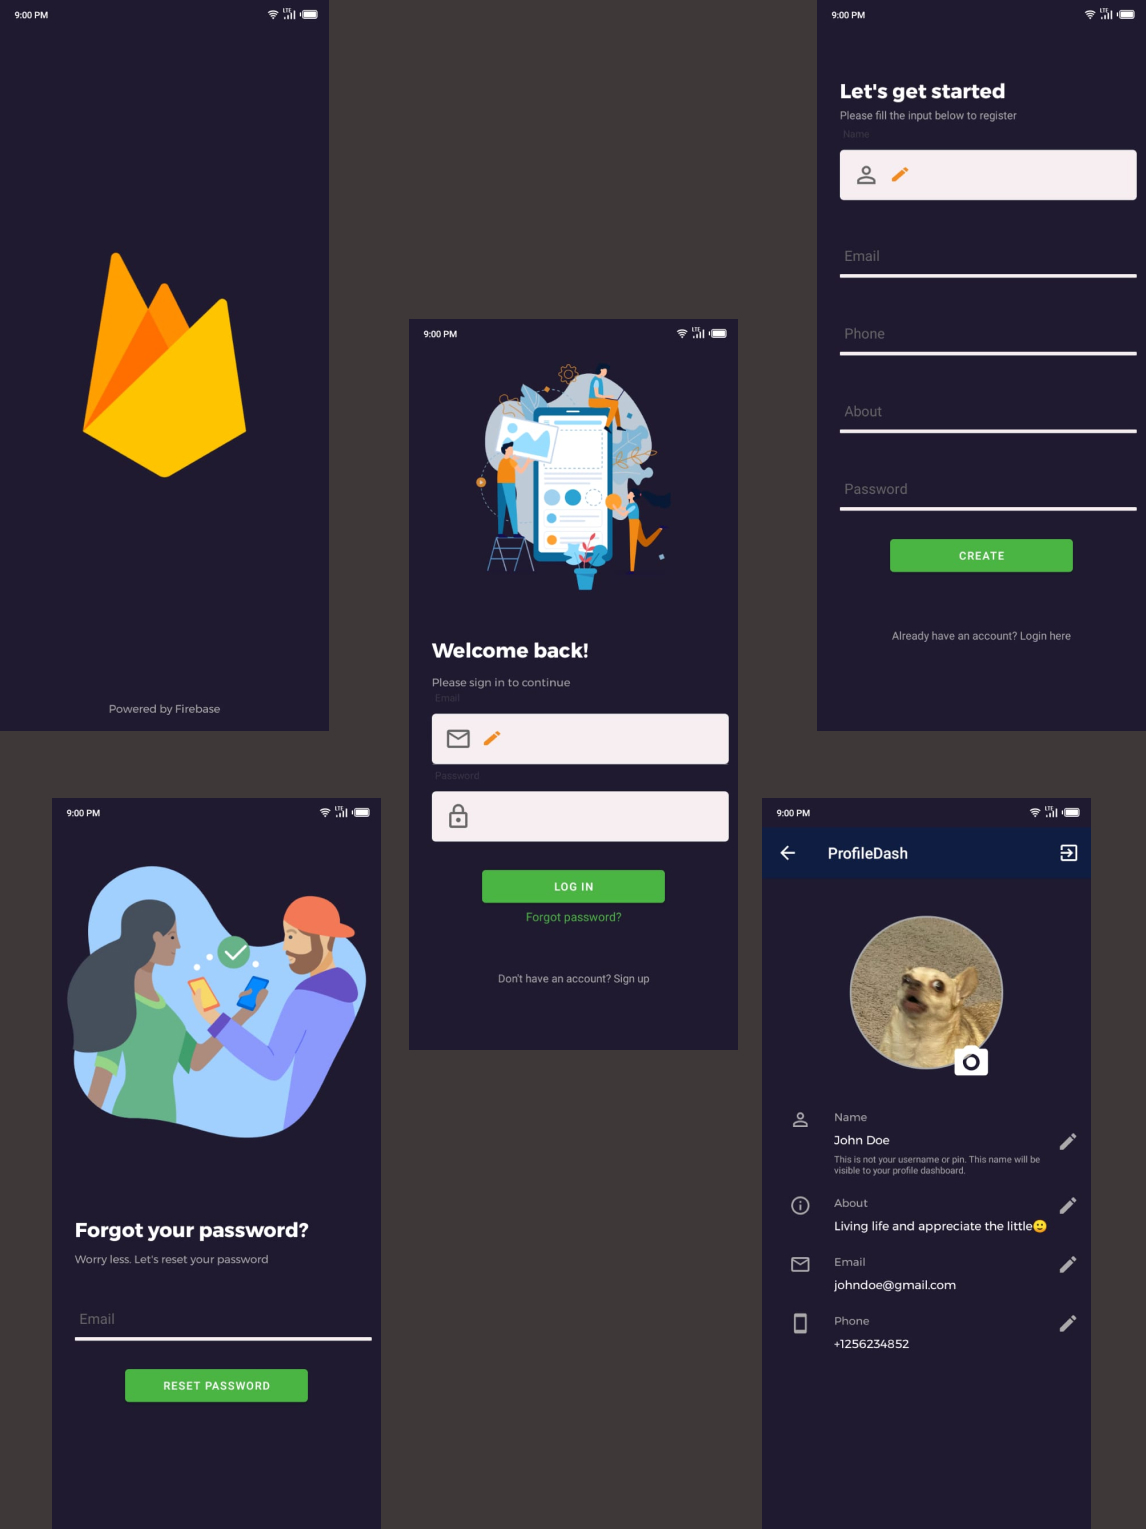 9:00 PM
LTE
Powered by Firebase
9:00 PM
LTE
Welcome back!
Please sign in to continue
Email
Password
LOG IN
Forgot password?
Don't have an account? Sign up
9:00 PM
LTE
Let's get started
Please fill the input below to register
Name
Email
Phone
About
Password
CREATE
Already have an account? Login here
9:00 PM
LTE
Forgot your password?
Worry less. Let's reset your password
Email
RESET PASSWORD
9:00 PM
LTE
ProfileDash
Name
John Doe
This is not your username or pin. This name will be
visible to your profile dashboard.
About
Living life and appreciate the little🙂
Email
johndoe@gmail.com
Phone
+1256234852